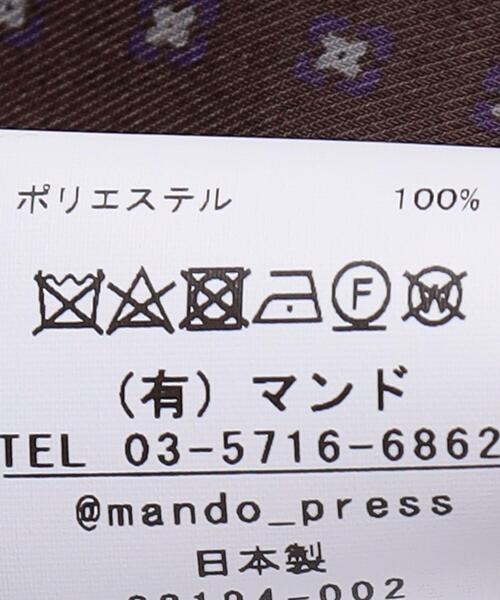 ポリエステル 100%
F W
(有) マンド
TEL 03-5716-6862
@mando_press
日本製